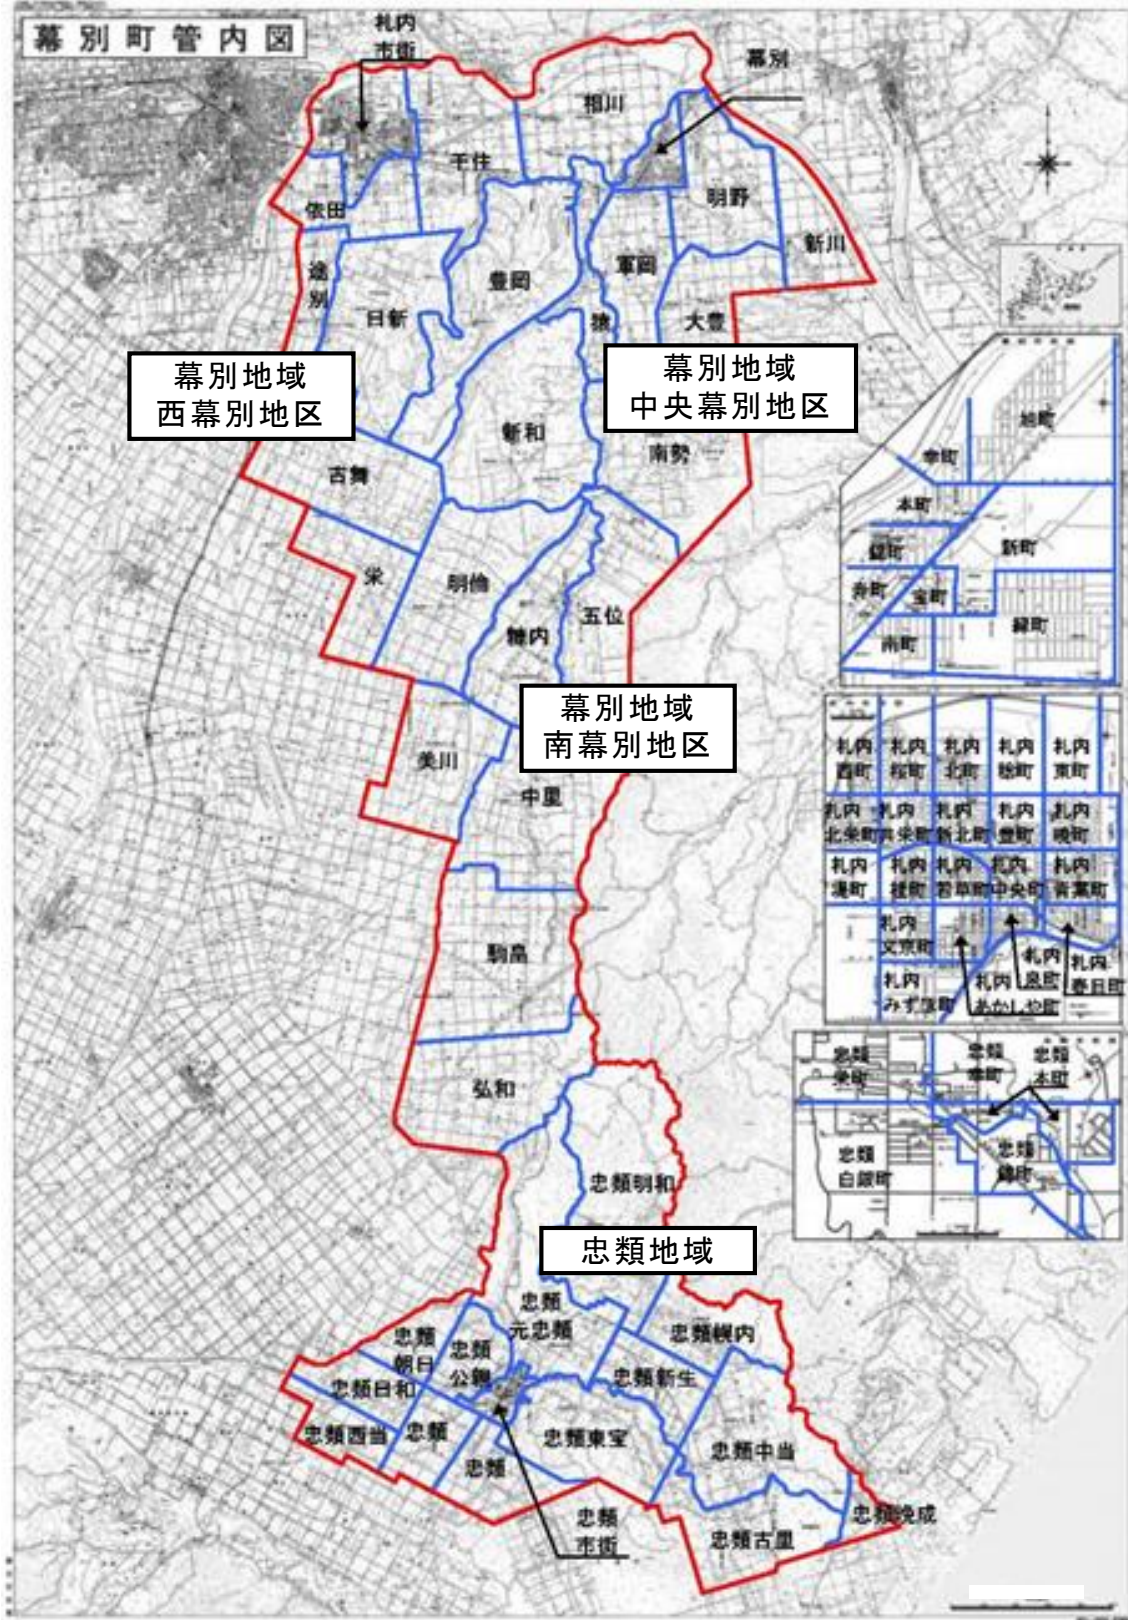 幕別町管内図
札内
市街
幕別
相川
千住
依田
明野
新川
途別
豊岡
軍岡
日新
猿
大豊
幕別地域
西幕別地区
幕別地域
中央幕別地区
新和
南勢
古舞
栄
明倫
糠内
五位
幕別地域
南幕別地区
美川
中里
駒畠
弘和
忠類明和
忠類地域
忠類
元忠類
忠類幌内
忠類
朝日
忠類
公親
忠類新生
忠類日和
忠類西当
忠類
忠類
忠類東宝
忠類中当
忠類
市街
忠類古里
忠類晩成
旭町
幸町
本町
錦町
新町
寿町
宝町
緑町
南町
札内
西町
札内
桜町
札内
北町
札内
稔町
札内
東町
札内
北栄町
札内
共栄町
札内
新北町
札内
豊町
札内
暁町
札内
堤町
札内
桂町
札内
若草町
札内
中央町
札内
青葉町
札内
文京町
札内
泉町
札内
春日町
札内
みずほ町
札内
あかしや町
忠類
栄町
忠類
幸町
忠類
本町
忠類
白銀町
忠類
錦町